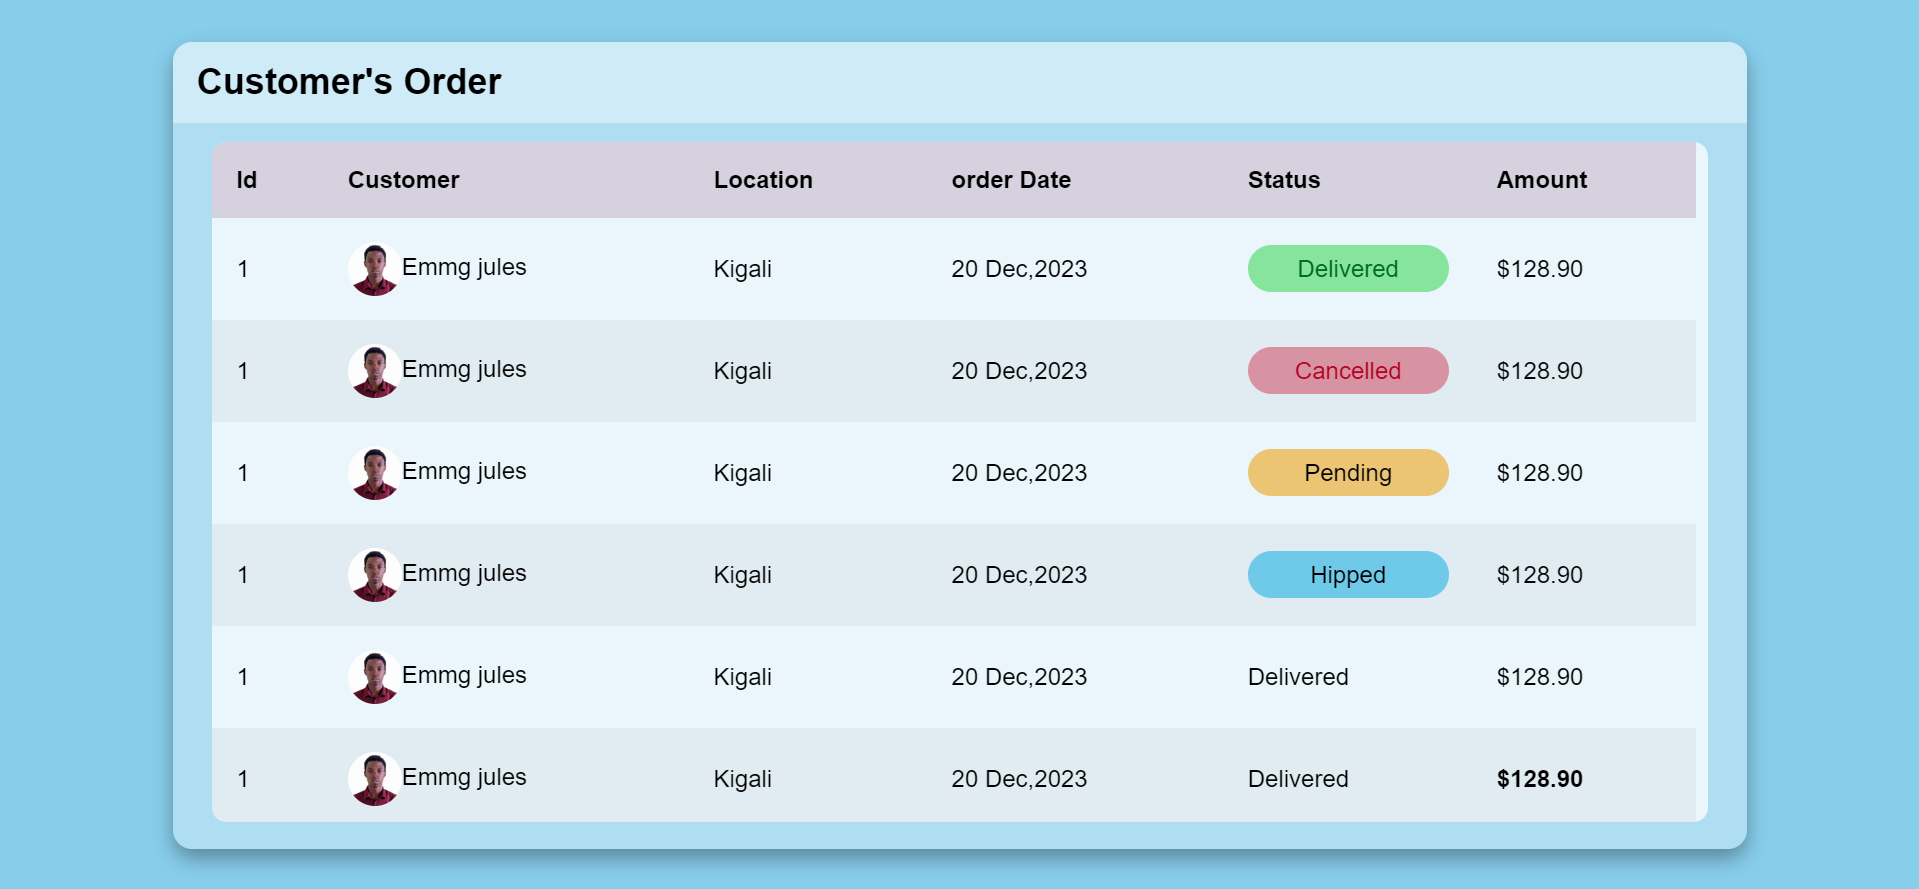 Customer's Order
Id Customer Location order Date Status Amount
1 Emmg jules Kigali 20 Dec,2023 Delivered $128.90
1 Emmg jules Kigali 20 Dec,2023 Cancelled $128.90
1 Emmg jules Kigali 20 Dec,2023 Pending $128.90
1 Emmg jules Kigali 20 Dec,2023 Hipped $128.90
1 Emmg jules Kigali 20 Dec,2023 Delivered $128.90
1 Emmg jules Kigali 20 Dec,2023 Delivered $128.90